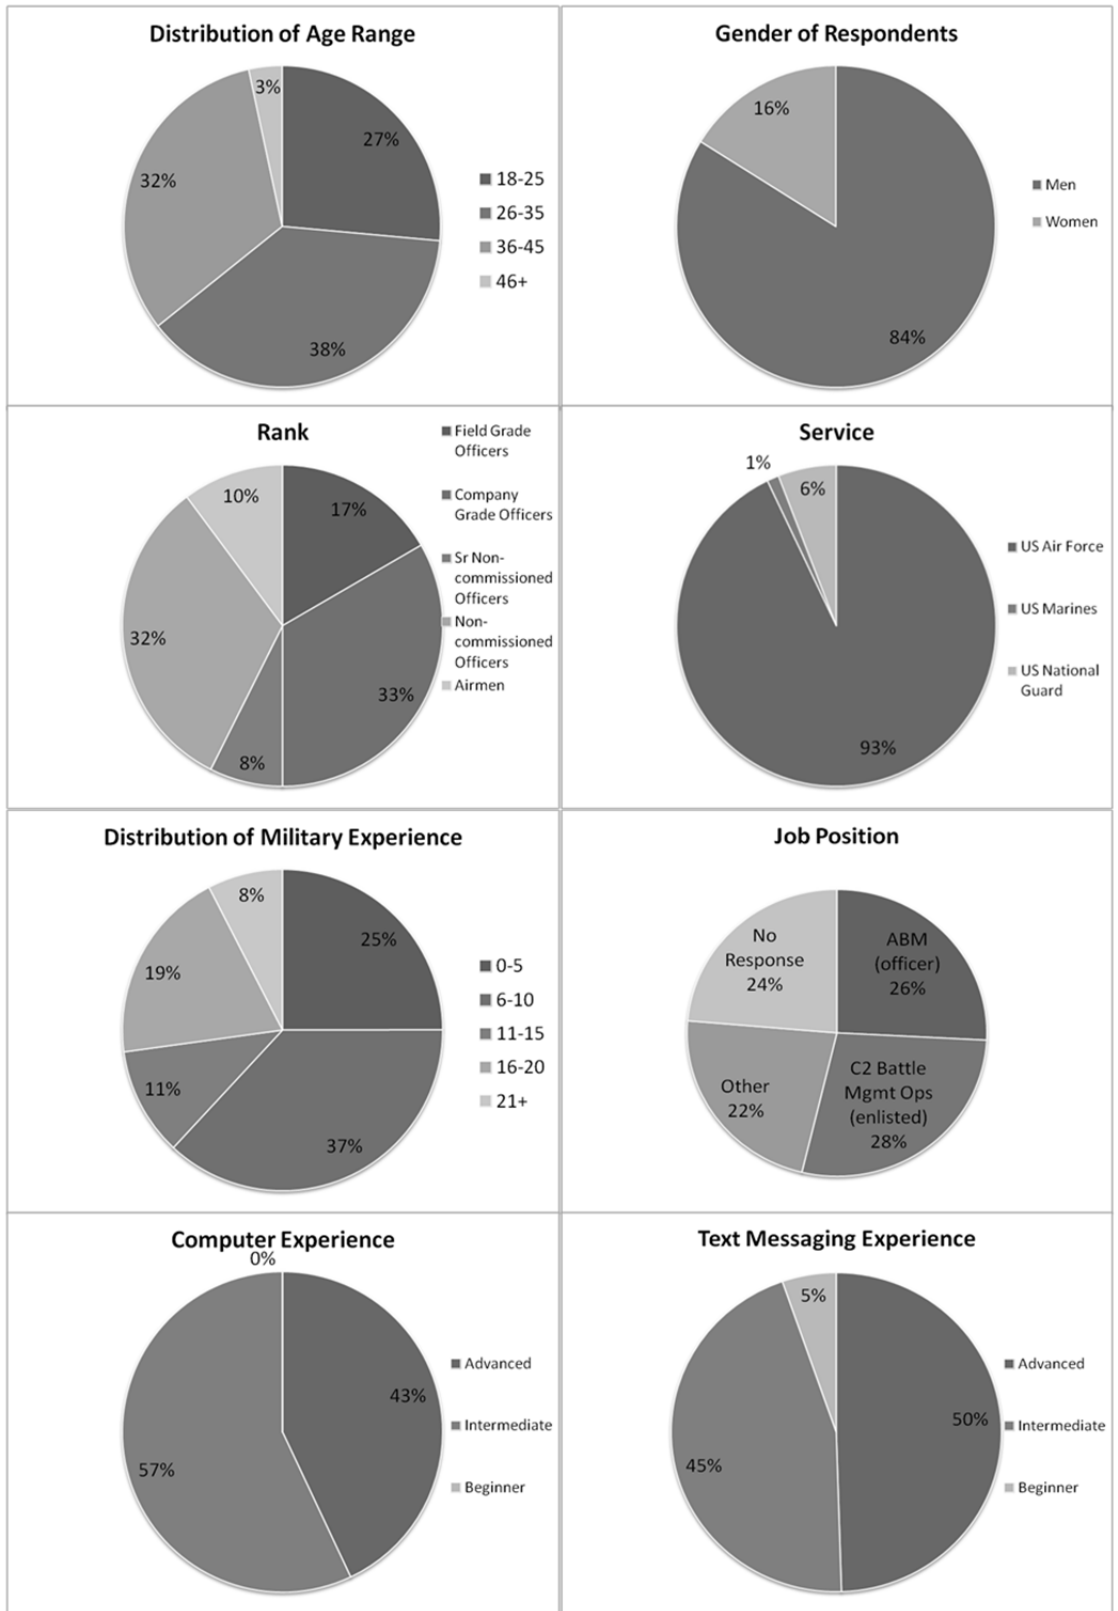 Distribution of Age Range
3%
27%
32%
38%
18-25
26-35
36-45
46+
Gender of Respondents
16%
84%
Men
Women
Rank
10%
17%
32%
33%
8%
Field Grade
Officers
Company
Grade Officers
Sr Non-
commissioned
Officers
Non-
commissioned
Officers
Airmen
Service
1%
6%
93%
US Air Force
US Marines
US National
Guard
Distribution of Military Experience
8%
25%
19%
11%
37%
0-5
6-10
11-15
16-20
21+
Job Position
No
Response
24%
ABM
(officer)
26%
Other
22%
C2 Battle
Mgmt Ops
(enlisted)
28%
Computer Experience
0%
43%
57%
Advanced
Intermediate
Beginner
Text Messaging Experience
5%
50%
45%
Advanced
Intermediate
Beginner